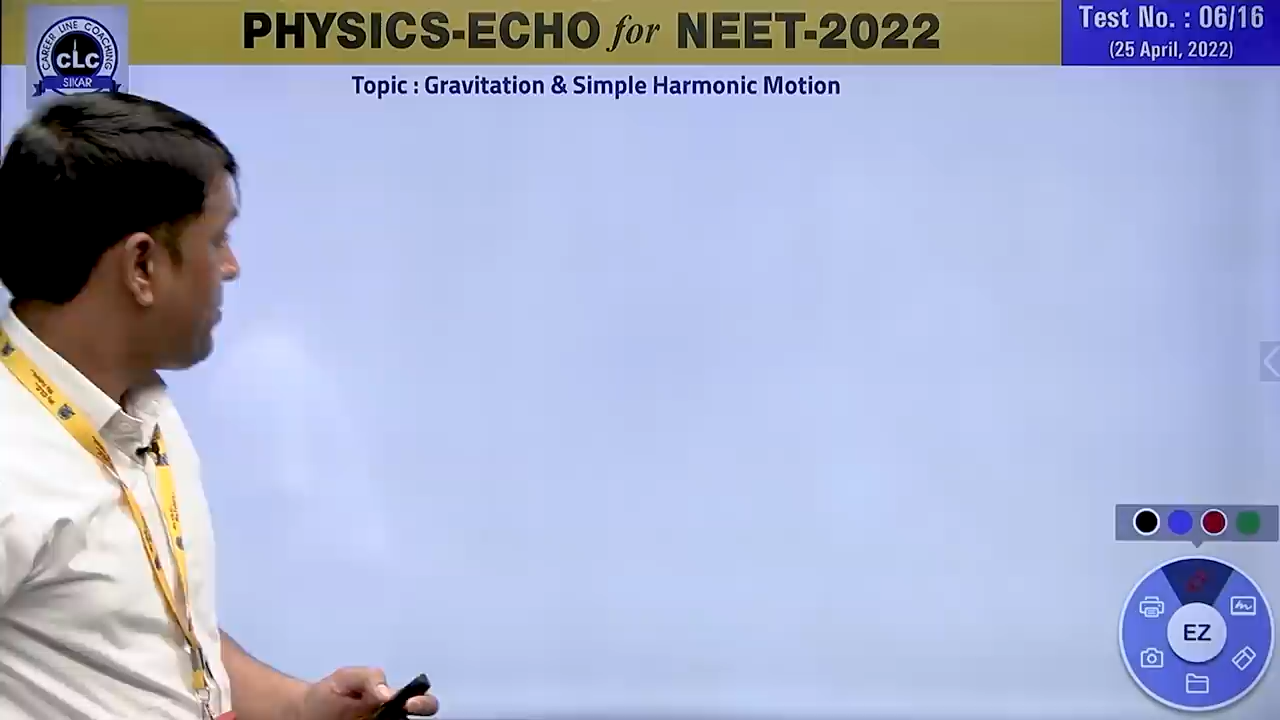 PHYSICS-ECHO for NEET-2022
Test No. : 06/16
(25 April, 2022)
CAREER LINE COACHING
CLC
SIKAR
Topic : Gravitation & Simple Harmonic Motion
EZ